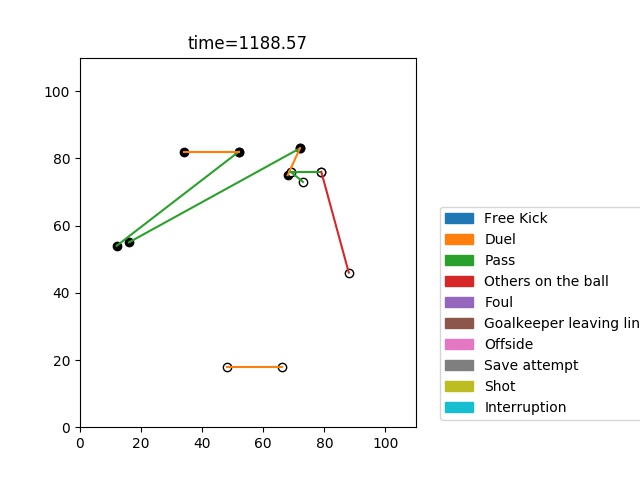 time=1188.57
100
80
60
40
20
0
0 20 40 60 80 100
Free Kick
Duel
Pass
Others on the ball
Foul
Goalkeeper leaving lin
Offside
Save attempt
Shot
Interruption